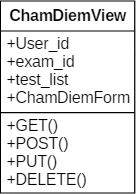 ChamDiemView
+User_id
+exam_id
+test_list
+ChamDiemForm
+GET()
+POST()
+PUT()
+DELETE()